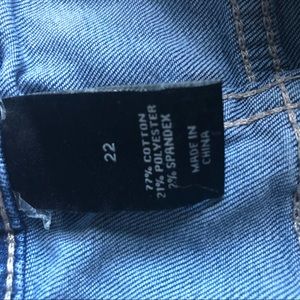 22
77% COTTON
21% POLYESTER
2% SPANDEX
MADE IN
CHINA